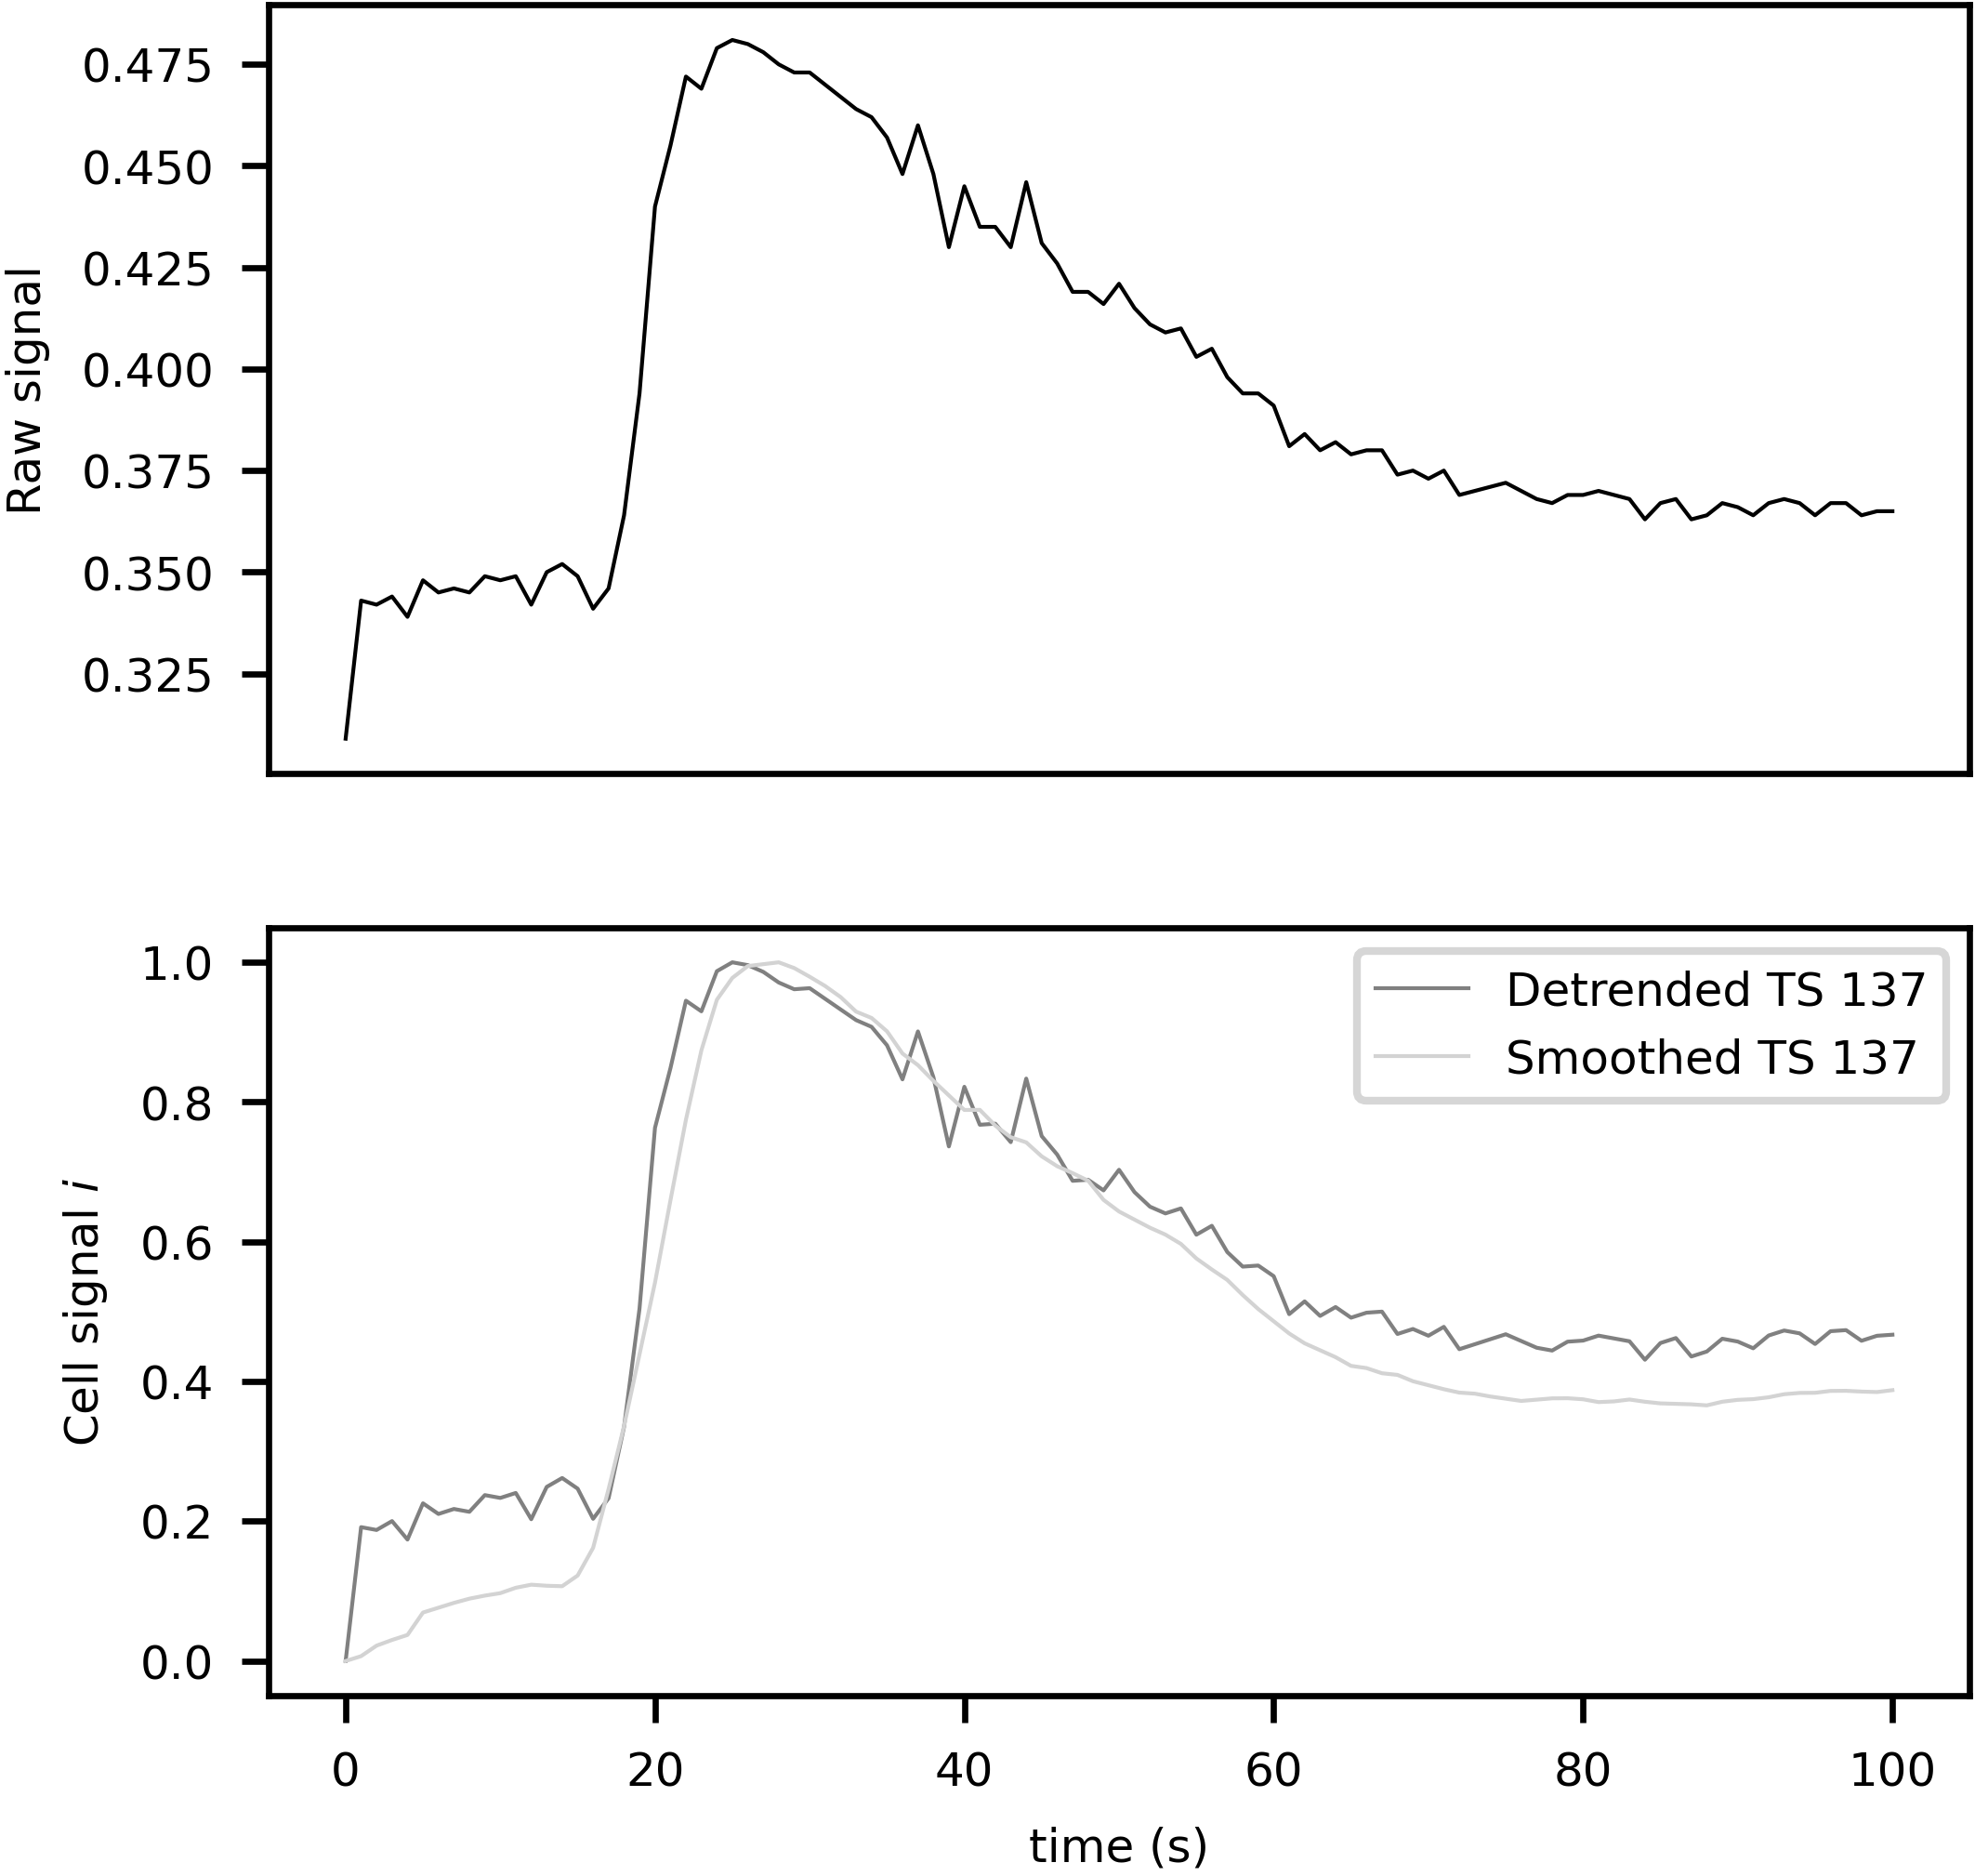 Raw signal
0.475
0.450
0.425
0.400
0.375
0.350
0.325
Cell signal i
1.0
0.8
0.6
0.4
0.2
0.0
Detrended TS 137
Smoothed TS 137
0 20 40 60 80 100
time (s)